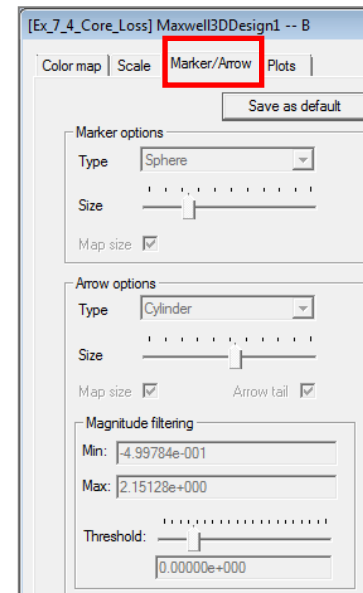 [Ex_7_4_Core_Loss] Maxwell3DDesign1 -- B
Color map Scale Marker/Arrow Plots
Save as default
Marker options
Type Sphere
Size
Map size
Arrow options
Type Cylinder
Size
Map size Arrow tail
Magnitude filtering
Min: -4.99784e-001
Max: 2.15128e+000
Threshold:
0.00000e+000